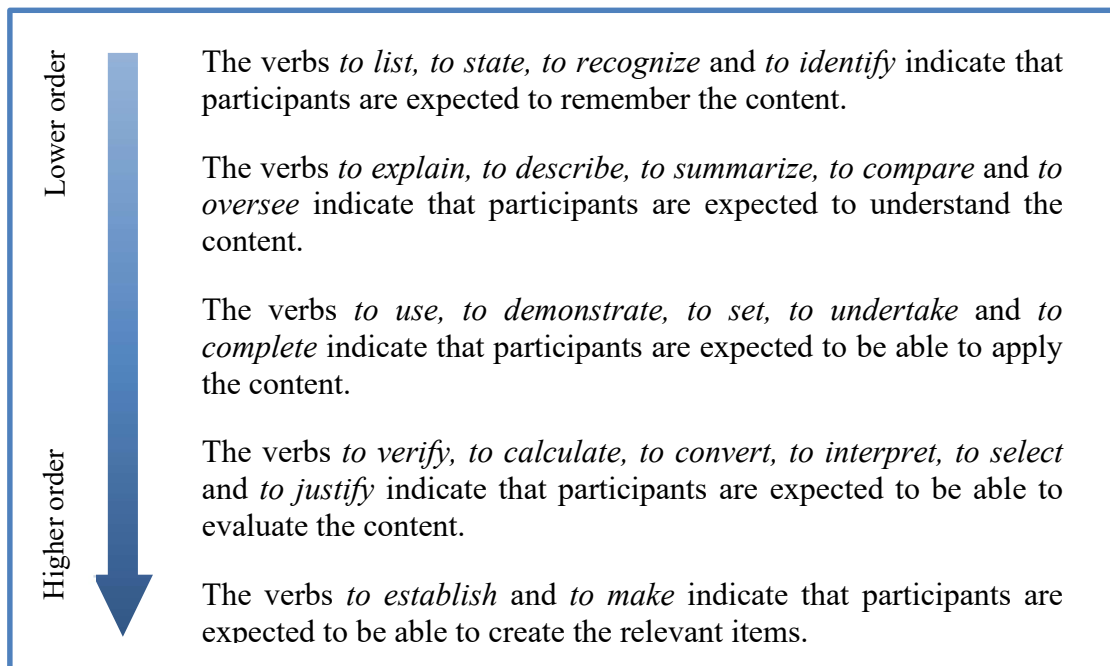 Lower order
Higher order
The verbs to list, to state, to recognize and to identify indicate that
participants are expected to remember the content.
The verbs to explain, to describe, to summarize, to compare and to
oversee indicate that participants are expected to understand the
content.
The verbs to use, to demonstrate, to set, to undertake and to
complete indicate that participants are expected to be able to apply
the content.
The verbs to verify, to calculate, to convert, to interpret, to select
and to justify indicate that participants are expected to be able to
evaluate the content.
The verbs to establish and to make indicate that participants are
expected to be able to create the relevant items.